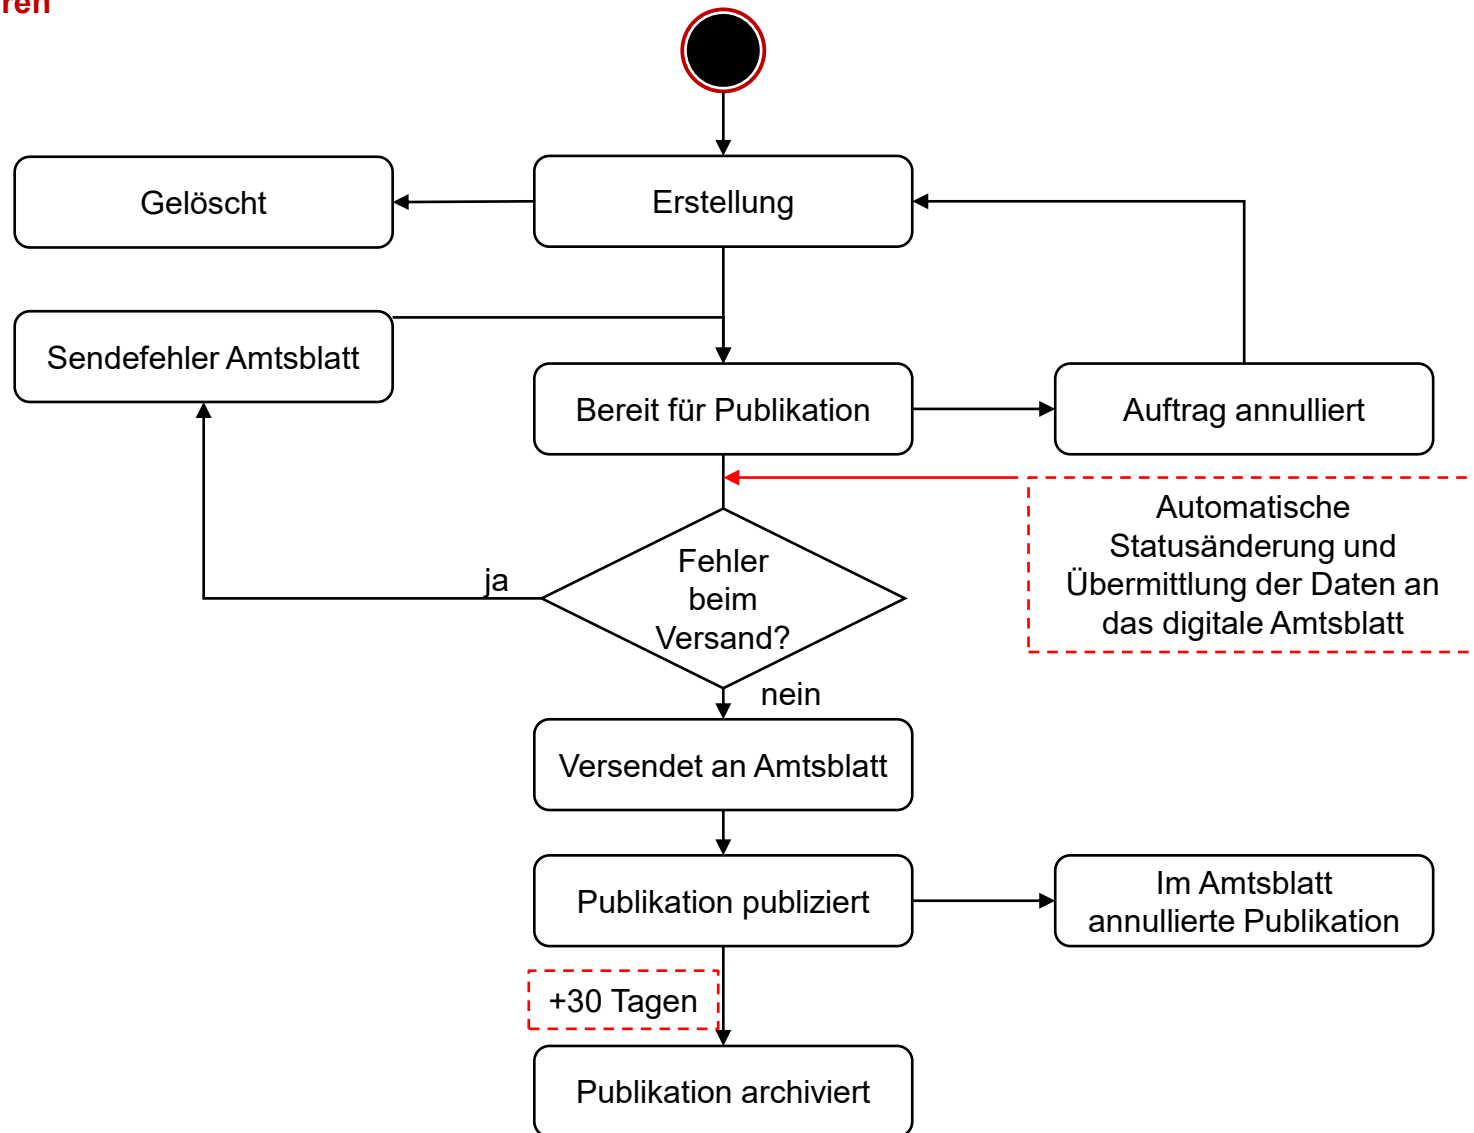 Gelöscht
Erstellung
Sendefehler Amtsblatt
Bereit für Publikation
Auftrag annulliert
Automatische
Statusänderung und
Übermittlung der Daten an
das digitale Amtsblatt
Fehler
beim
Versand?
ja
nein
Versendet an Amtsblatt
Publikation publiziert
Im Amtsblatt
annullierte Publikation
+30 Tagen
Publikation archiviert